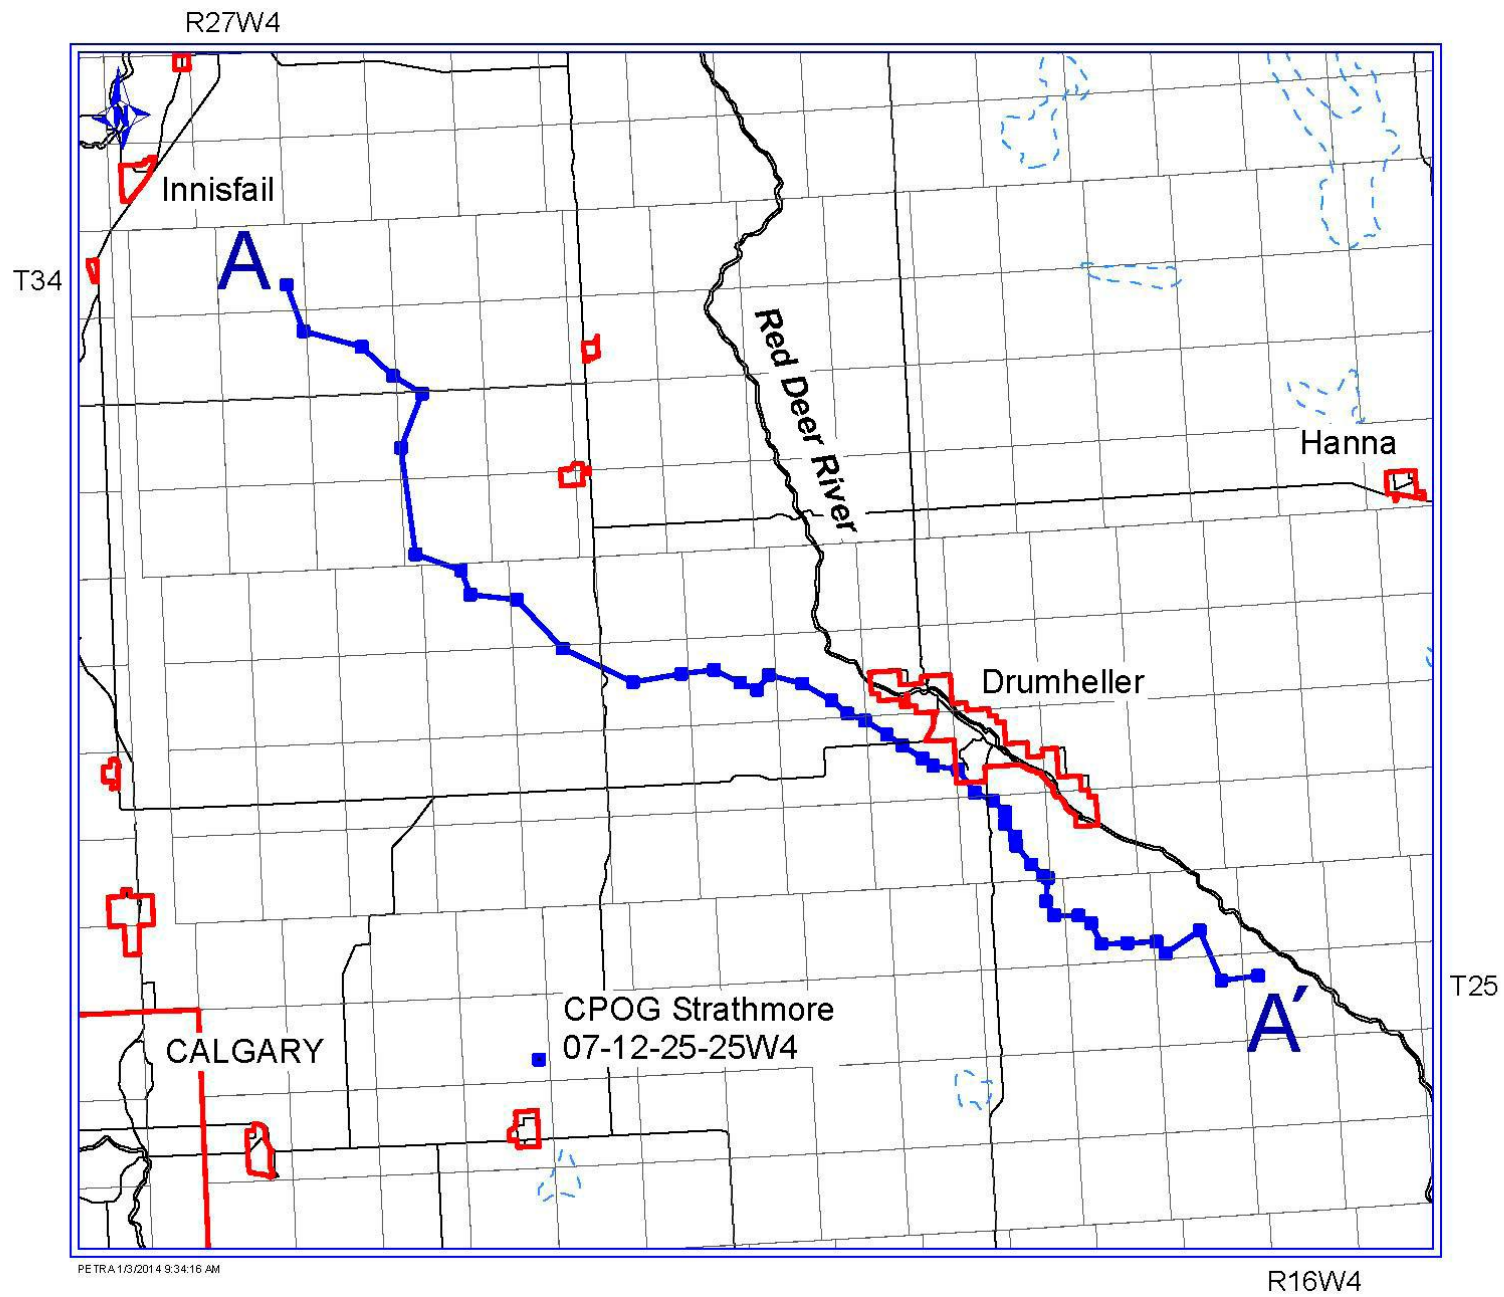 R27W4
N
Innisfail
A
T34
Red Deer River
Hanna
Drumheller
T25
CPOG Strathmore
07-12-25-25W4
CALGARY
A′
PETRA 1/3/2014 9:34:16 AM
R16W4